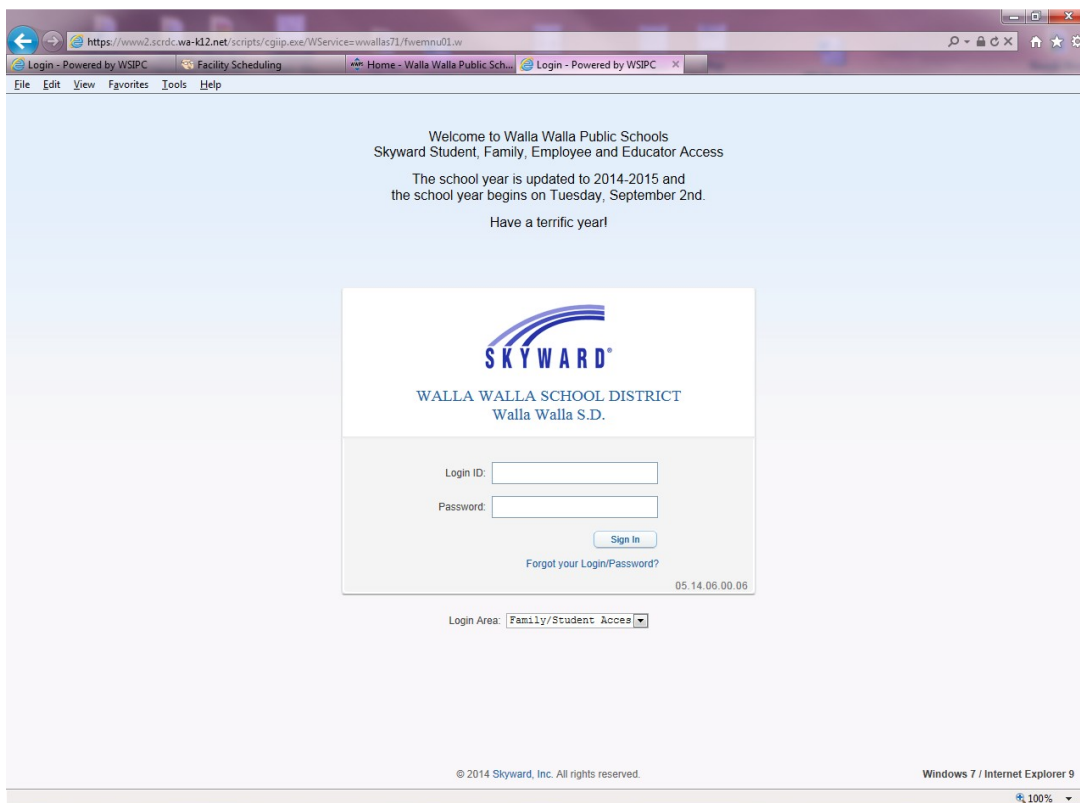 https://www2.scrdc.wa-k12.net/scripts/cgiip.exe/WService=wwallas71/fwemnu01.w
Login - Powered by WSIPC
Facility Scheduling
Home - Walla Walla Public Sch...
Login - Powered by WSIPC
File Edit View Favorites Tools Help
Welcome to Walla Walla Public Schools
Skyward Student, Family, Employee and Educator Access
The school year is updated to 2014-2015 and
the school year begins on Tuesday, September 2nd.
Have a terrific year!
SKYWARD®
WALLA WALLA SCHOOL DISTRICT
Walla Walla S.D.
Login ID:
Password:
Sign In
Forgot your Login/Password?
05.14.06.00.06
Login Area: Family/Student Acces
© 2014 Skyward, Inc. All rights reserved.
Windows 7 / Internet Explorer 9
100%